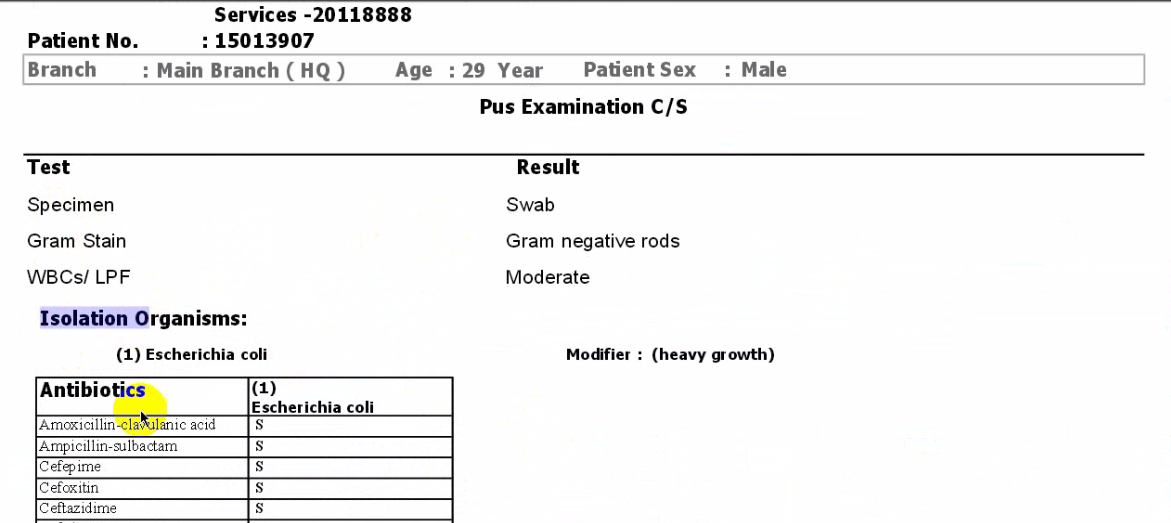 Services -20118888
Patient No. : 15013907
Branch : Main Branch ( HQ ) Age : 29 Year Patient Sex : Male
Pus Examination C/S
Test Result
Specimen Swab
Gram Stain Gram negative rods
WBCs/ LPF Moderate
Isolation Organisms:
(1) Escherichia coli Modifier : (heavy growth)
Antibiotics (1)
Escherichia coli
Amoxicillin-clavulanic acid S
Ampicillin-sulbactam S
Cefepime S
Cefoxitin S
Ceftazidime S